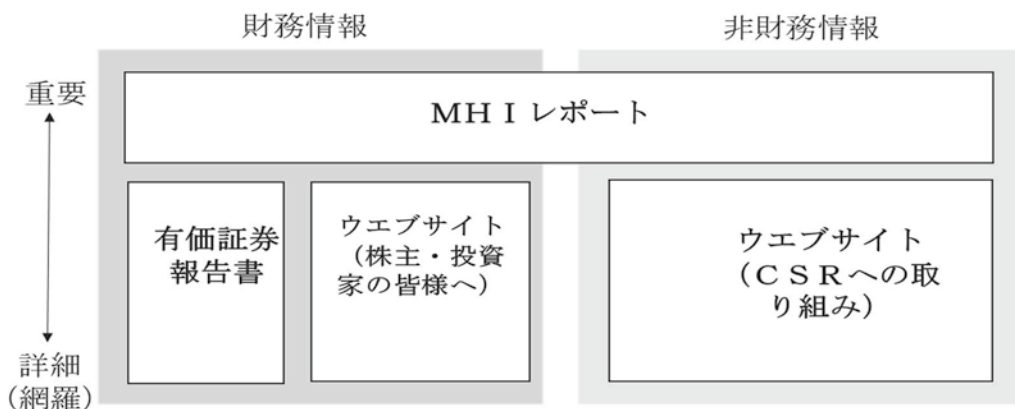 財務情報
非財務情報
重要
MHIレポート
有価証券
報告書
ウエブサイト
(株主・投資
家の皆様へ)
ウエブサイト
(CSRへの取
り組み)
詳細
(網羅)